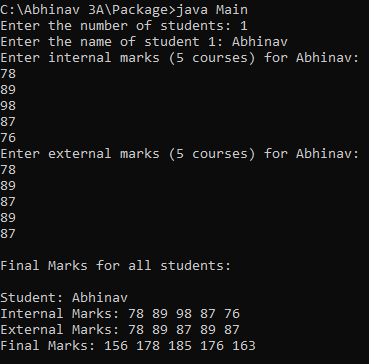 C:\Abhinav 3A\Package>java Main
Enter the number of students: 1
Enter the name of student 1: Abhinav
Enter internal marks (5 courses) for Abhinav:
78
89
98
87
76
Enter external marks (5 courses) for Abhinav:
78
89
87
89
87
Final Marks for all students:
Student: Abhinav
Internal Marks: 78 89 98 87 76
External Marks: 78 89 87 89 87
Final Marks: 156 178 185 176 163